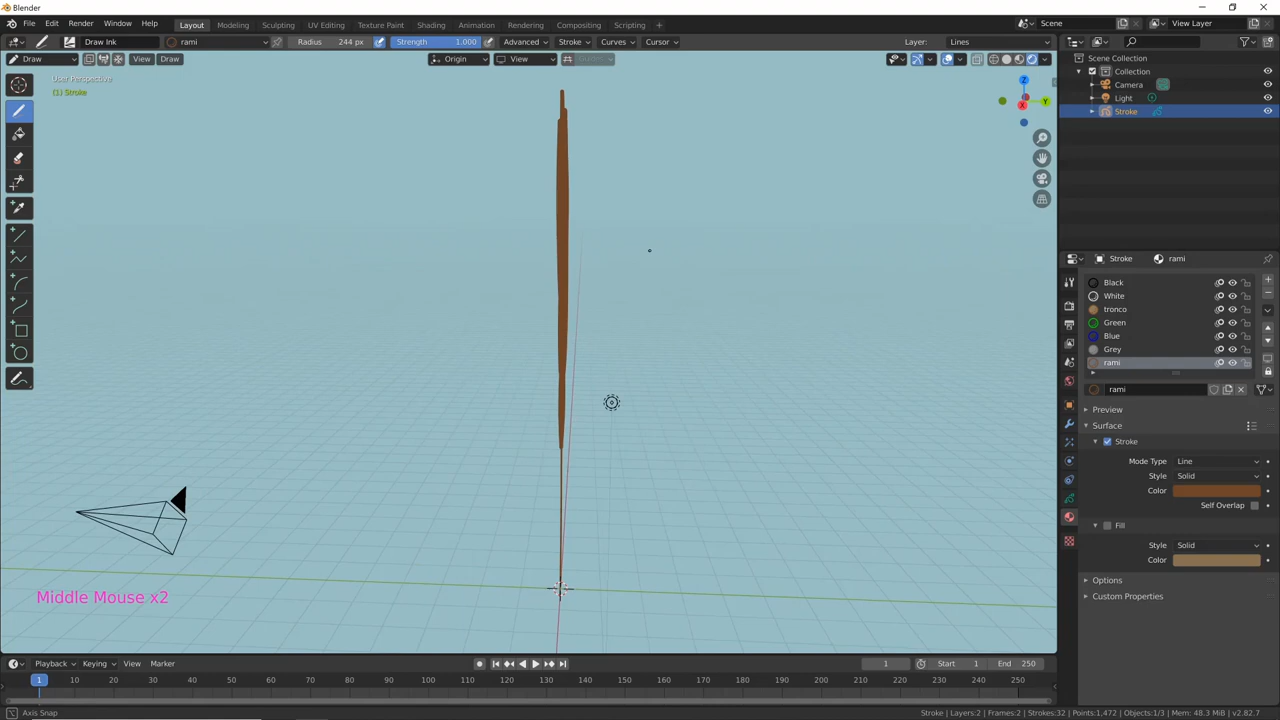 Blender
File Edit Render Window Help Layout Modeling Sculpting UV Editing Texture Paint Shading Animation Rendering Compositing Scripting + Scene View Layer
Draw Ink rami Radius 244 px Strength 1.000 Advanced Stroke Curves Cursor Layer: Lines
Draw View Draw Origin View Guides
User Perspective
(1) Stroke
Z
Y
X
Middle Mouse x2
Scene Collection
Collection
Camera
Light
Stroke
Stroke rami
Black
White
tronco
Green
Blue
Grey
rami
rami
Preview
Surface
Stroke
Mode Type Line
Style Solid
Color
Self Overlap
Fill
Style Solid
Color
Options
Custom Properties
Playback Keying View Marker 1 Start 1 End 250
1 10 20 30 40 50 60 70 80 90 100 110 120 130 140 150 160 170 180 190 200 210 220 230 240 250
Axis Snap Stroke | Layers:2 | Frames:2 | Strokes:32 | Points:1,472 | Objects:1/3 | Mem: 48.3 MiB | v2.82.7